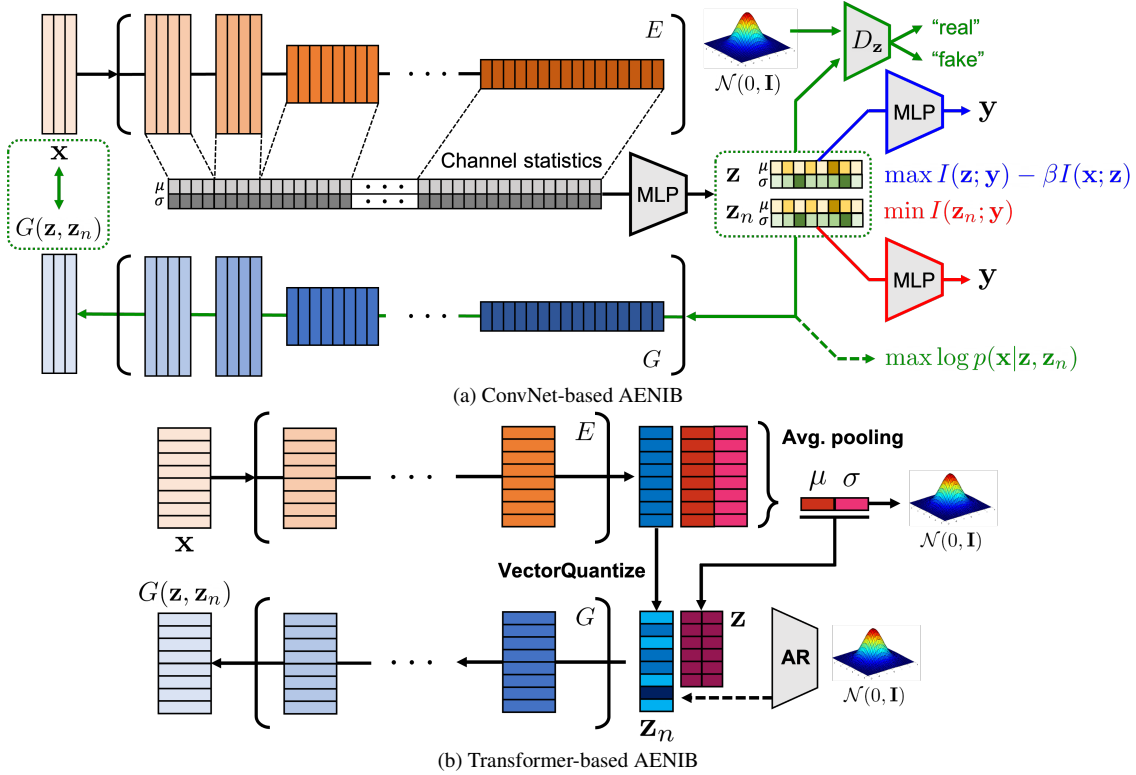 E
N(0, I)
D_z
"real"
"fake"
MLP
y
x
G(z, z_n)
Channel statistics
μ
σ
MLP
z
μ
σ
z_n
μ
σ
max I(z; y) − βI(x; z)
min I(z_n; y)
MLP
y
G
max log p(x|z, z_n)
(a) ConvNet-based AENIB
x
E
Avg. pooling
μ σ
N(0, I)
VectorQuantize
G(z, z_n)
G
z
AR
N(0, I)
z_n
(b) Transformer-based AENIB